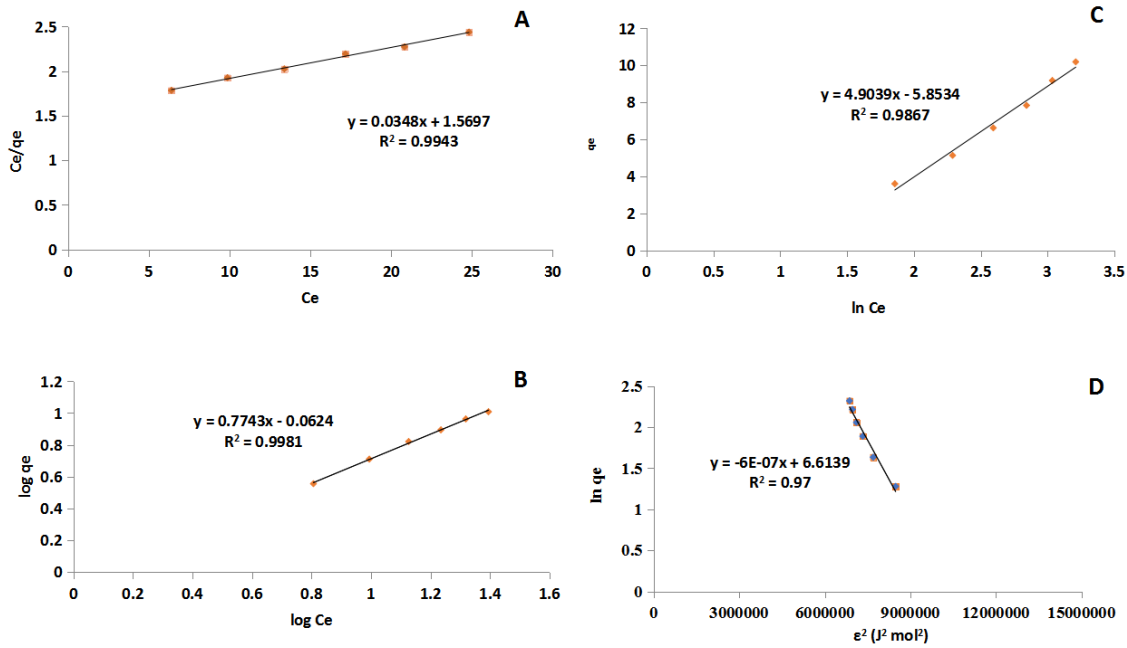 A
2.5
2
1.5
1
0.5
0
Ce/qe
y = 0.0348x + 1.5697
R² = 0.9943
0 5 10 15 20 25 30
Ce
C
12
10
8
6
4
2
0
qe
y = 4.9039x - 5.8534
R² = 0.9867
0 0.5 1 1.5 2 2.5 3 3.5
ln Ce
B
1.2
1
0.8
0.6
0.4
0.2
0
log qe
y = 0.7743x - 0.0624
R² = 0.9981
0 0.2 0.4 0.6 0.8 1 1.2 1.4 1.6
log Ce
D
2.5
2
1.5
1
0.5
0
ln qe
y = -6E-07x + 6.6139
R² = 0.97
0 3000000 6000000 9000000 12000000 15000000
ε² (J² mol²)